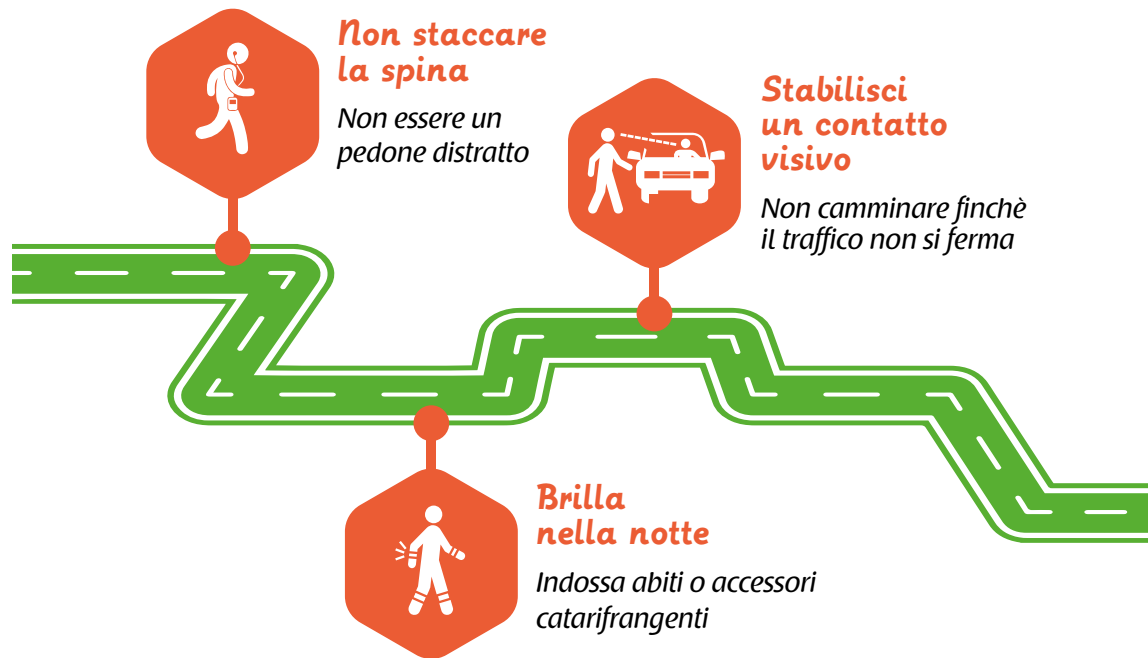 Non staccare
la spina
Non essere un
pedone distratto
Stabilisci
un contatto
visivo
Non camminare finchè
il traffico non si ferma
Brilla
nella notte
Indossa abiti o accessori
catarifrangenti